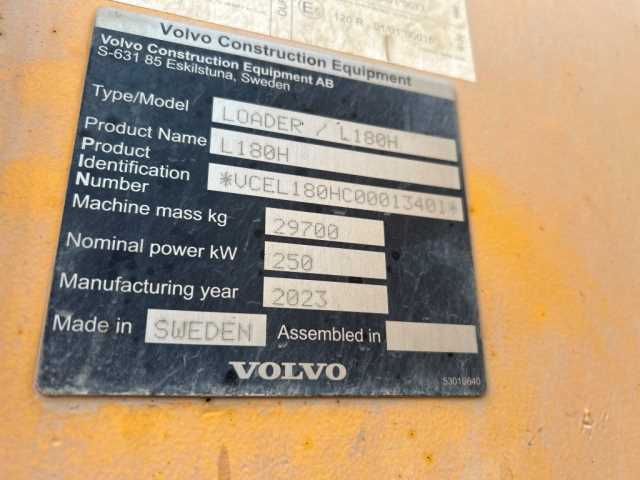 120 R
Volvo Construction Equipment
Volvo Construction Equipment AB
S-631 85 Eskilstuna, Sweden
Type/Model LOADER / L180H
Product Name L180H
Product
Identification
Number *VCEL180HC00013401*
Machine mass kg 29700
Nominal power kW 250
Manufacturing year 2023
Made in SWEDEN Assembled in
VOLVO